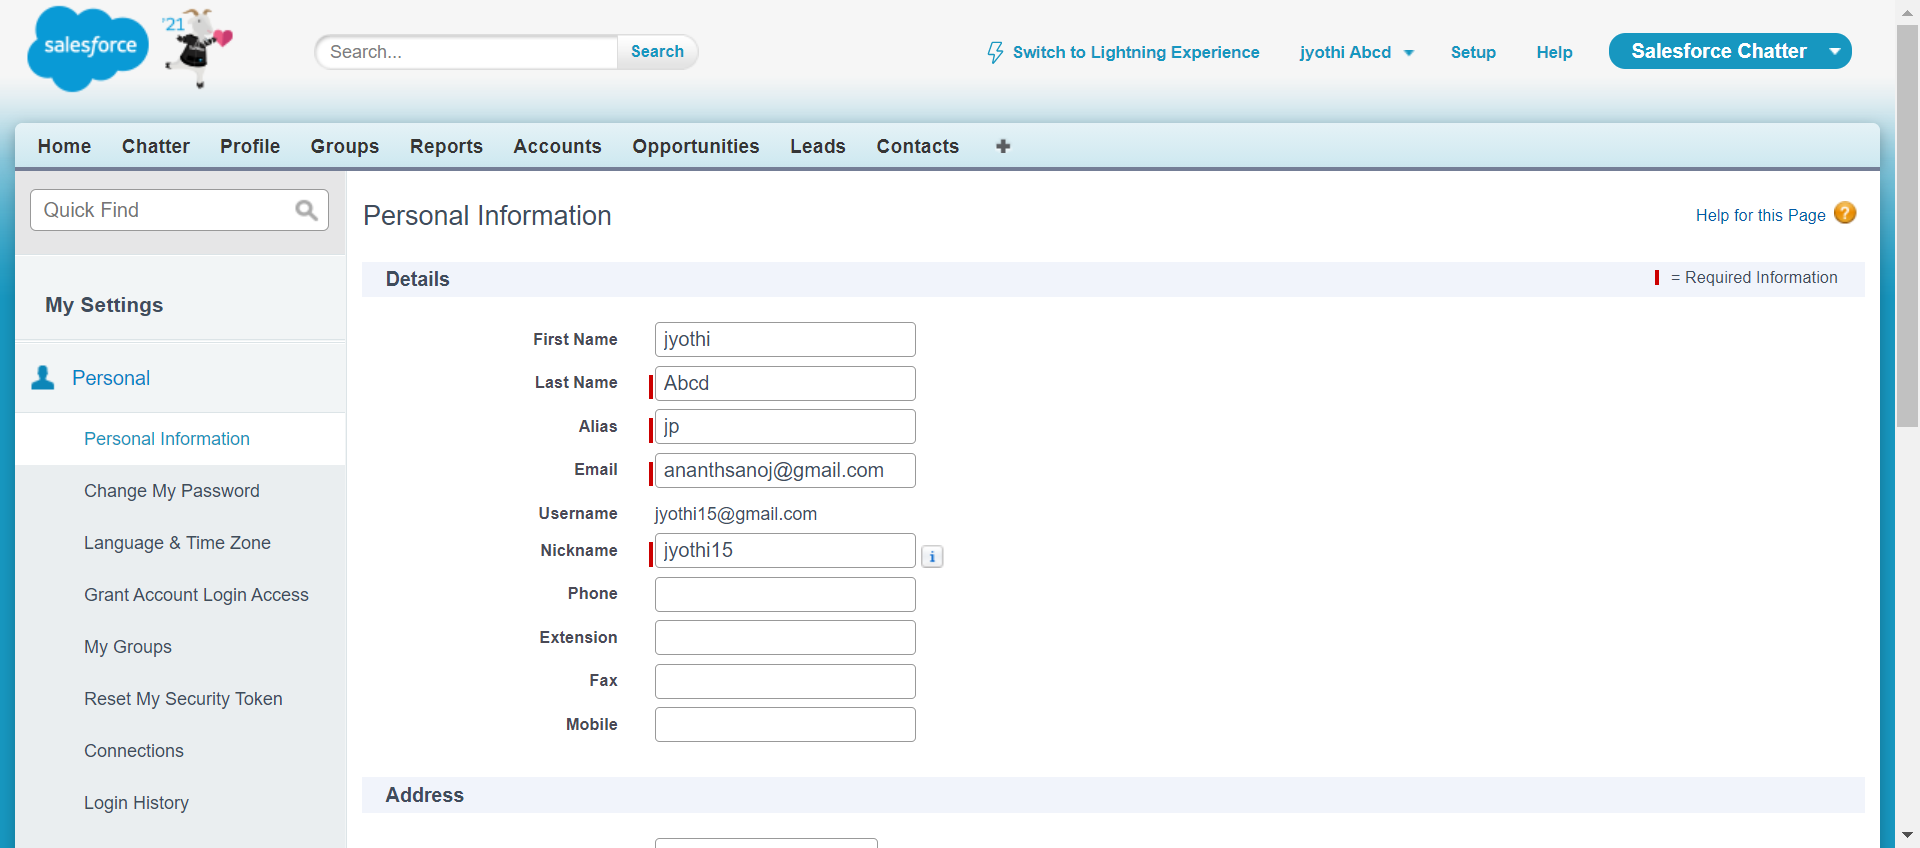 salesforce
'21
Search...
Search
Switch to Lightning Experience
jyothi Abcd
Setup
Help
Salesforce Chatter
Home
Chatter
Profile
Groups
Reports
Accounts
Opportunities
Leads
Contacts
Quick Find
My Settings
Personal
Personal Information
Change My Password
Language & Time Zone
Grant Account Login Access
My Groups
Reset My Security Token
Connections
Login History
Personal Information
Help for this Page
Details
= Required Information
First Name jyothi
Last Name Abcd
Alias jp
Email ananthsanoj@gmail.com
Username jyothi15@gmail.com
Nickname jyothi15
Phone
Extension
Fax
Mobile
Address